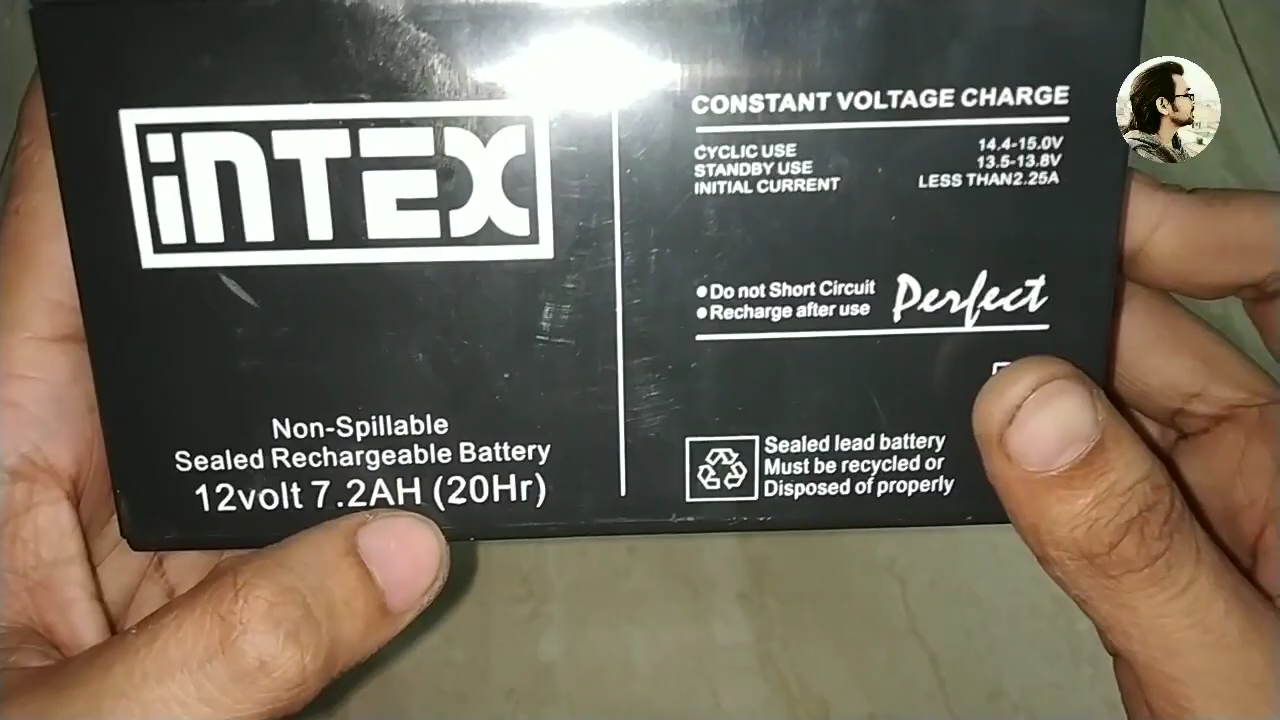 iNTEX
Non-Spillable
Sealed Rechargeable Battery
12volt 7.2AH (20Hr)
CONSTANT VOLTAGE CHARGE
CYCLIC USE 14.4-15.0V
STANDBY USE 13.5-13.8V
INITIAL CURRENT LESS THAN2.25A
●Do not Short Circuit
●Recharge after use
Perfect
Sealed lead battery
Must be recycled or
Disposed of properly